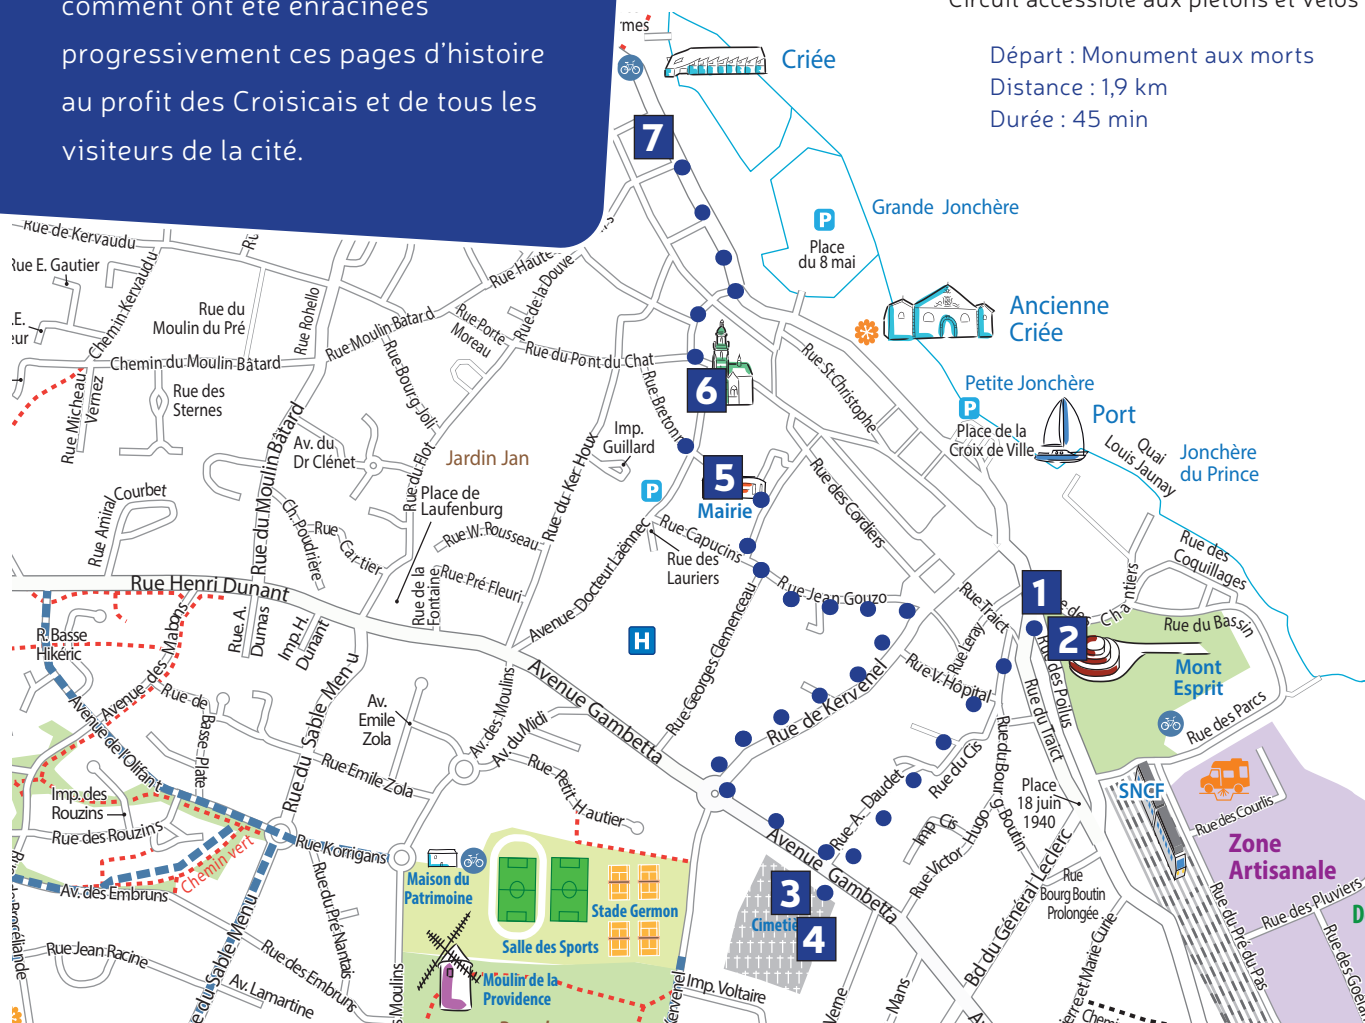 comment ont été enracinées
progressivement ces pages d'histoire
au profit des Croisicais et de tous les
visiteurs de la cité.
Circuit accessible aux piétons et vélos
Départ : Monument aux morts
Distance : 1,9 km
Durée : 45 min
Criée
7
Grande Jonchère
P
Place
du 8 mai
Rue de Kervaudu
Rue E. Gautier
Chemin Kervaudu
Rue du
Moulin du Pré
Rue Rohello
Rue Moulin Batard
Rue Haute
Rue de la Douve
Rue Porte
Moreau
Rue du Pont du Chat
Ancienne
Criée
Chemin du Moulin Bâtard
Rue Micheau
Vernez
Rue des
Sternes
Rue Bourg-Joli
Rue Bretonn
6
Rue St Christophe
Petite Jonchère
P
Place de la
Croix de Ville
Port
Quai
Louis Jaunay
Jonchère
du Prince
Av. du
Dr Clénet
Rue du Moulin Bâtard
Rue du Flot
Jardin Jan
Imp.
Guillard
Rue du Ker Houx
P
5
Mairie
Rue des Cordiers
Courbet
Rue Amiral
Place de
Laufenburg
Ch. Poudrière
Rue
Cartier
Rue W. Rousseau
Rue Pré Fleuri
Rue de la
Fontaine
Avenue Docteur Laënnec
Rue Capucins
Rue des
Lauriers
Rue Jean Gouzo
Rue des
Coquillages
Rue Henri Dunant
Rue A.
Dumas
Imp. H.
Dunant
H
Rue Georges Clemenceau
Rue Traict
1
2
Chantiers
Rue du Bassin
Mont
Esprit
Rue des Parcs
R. Basse
Hikéric
Avenue des Mabons
Rue de
Basse-Plate
Avenue de l'Olifant
Rue du Sable Menu
Av.
Emile
Zola
Rue Emile Zola
Av. des Moulins
Av. du Midi
Avenue Gambetta
Rue de Kervenel
Rue V. Hôpital
Rue Leray
Rue des Poilus
Rue du Traict
Rue du Cis
Rue du Bourg Boutin
Place
18 juin
1940
SNCF
Rue des Courlis
Zone
Artisanale
Imp. des
Rouzins
Rue des Rouzins
Chemin vert
Av. des Embruns
Rue Korrigans
Rue Petit Hautier
Rue A. Daudet
Imp. Cis
Rue Victor Hugo
Avenue Gambetta
Bd du Général Leclerc
Rue
Bourg Boutin
Prolongée
Rue des Pluviers
Rue du Pré du Pas
Maison du
Patrimoine
Stade Germon
Salle des Sports
Moulin de la
Providence
3
4
Rue du Pré Nantais
Rue Jean Racine
Av. Lamartine
Rue des Embruns
Imp. Voltaire